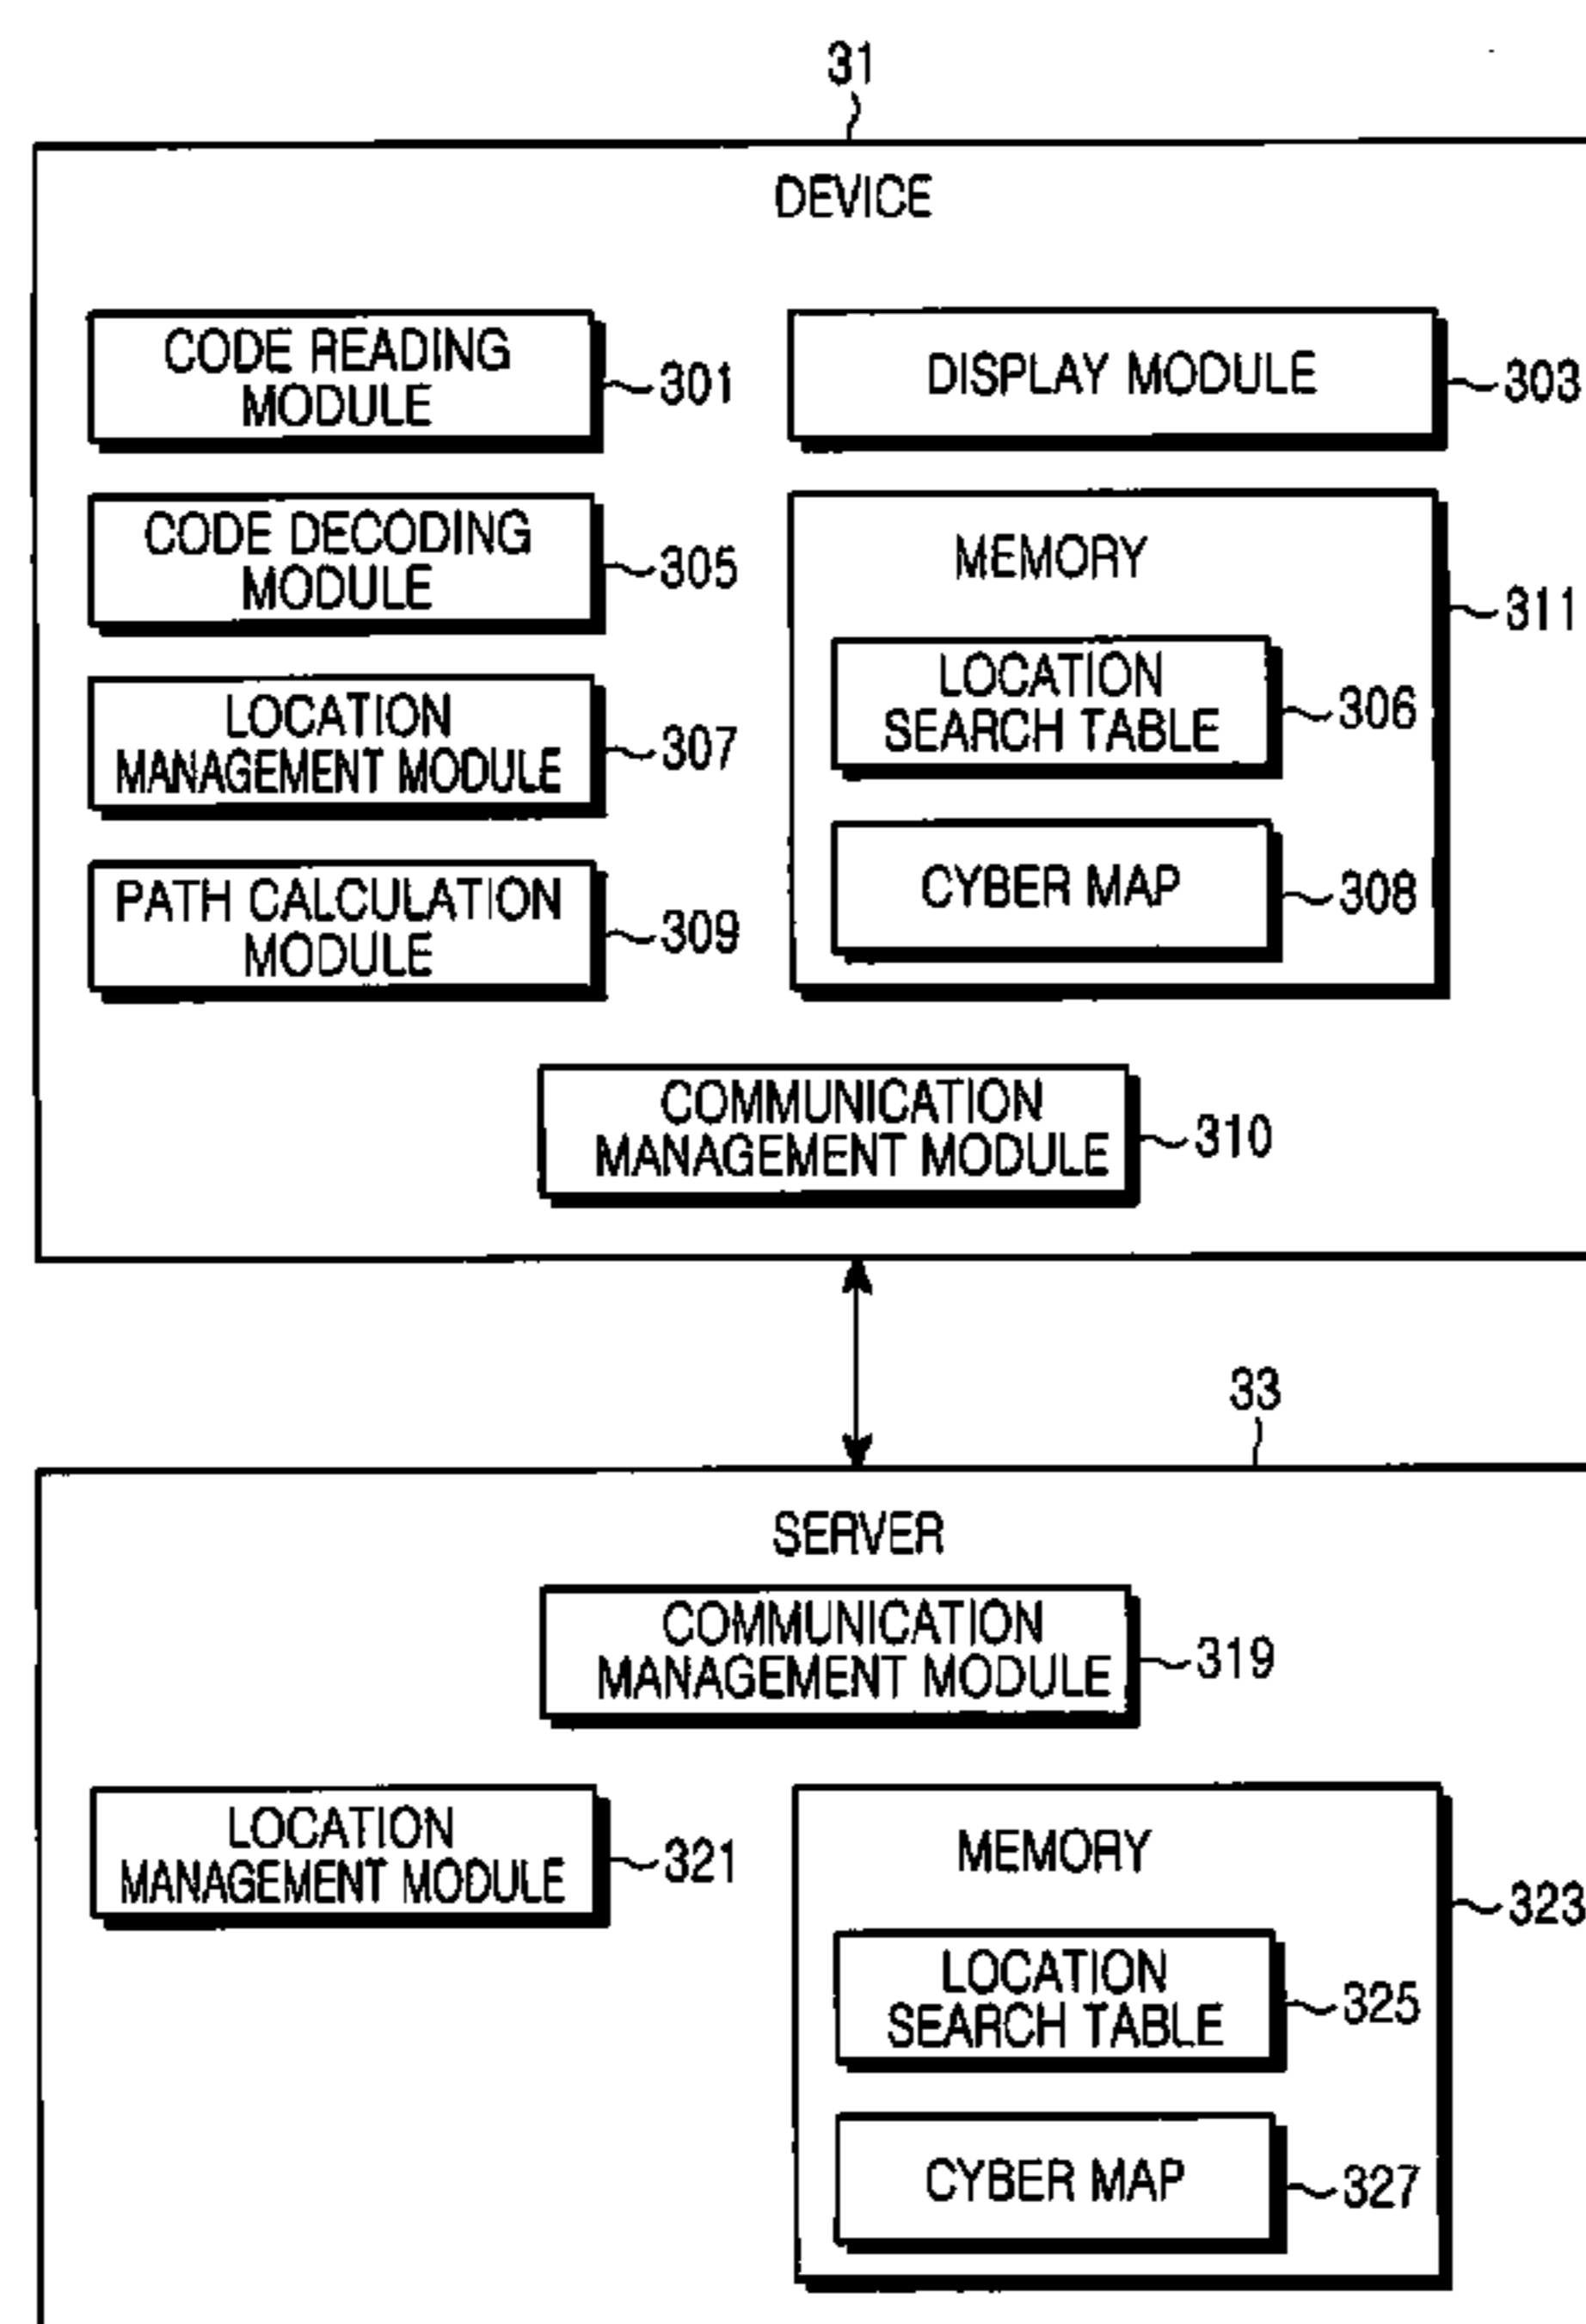 31
DEVICE
CODE READING
MODULE
301
DISPLAY MODULE
303
CODE DECODING
MODULE
305
MEMORY
311
LOCATION
SEARCH TABLE
306
LOCATION
MANAGEMENT MODULE
307
CYBER MAP
308
PATH CALCULATION
MODULE
309
COMMUNICATION
MANAGEMENT MODULE
310
33
SERVER
COMMUNICATION
MANAGEMENT MODULE
319
LOCATION
MANAGEMENT MODULE
321
MEMORY
323
LOCATION
SEARCH TABLE
325
CYBER MAP
327